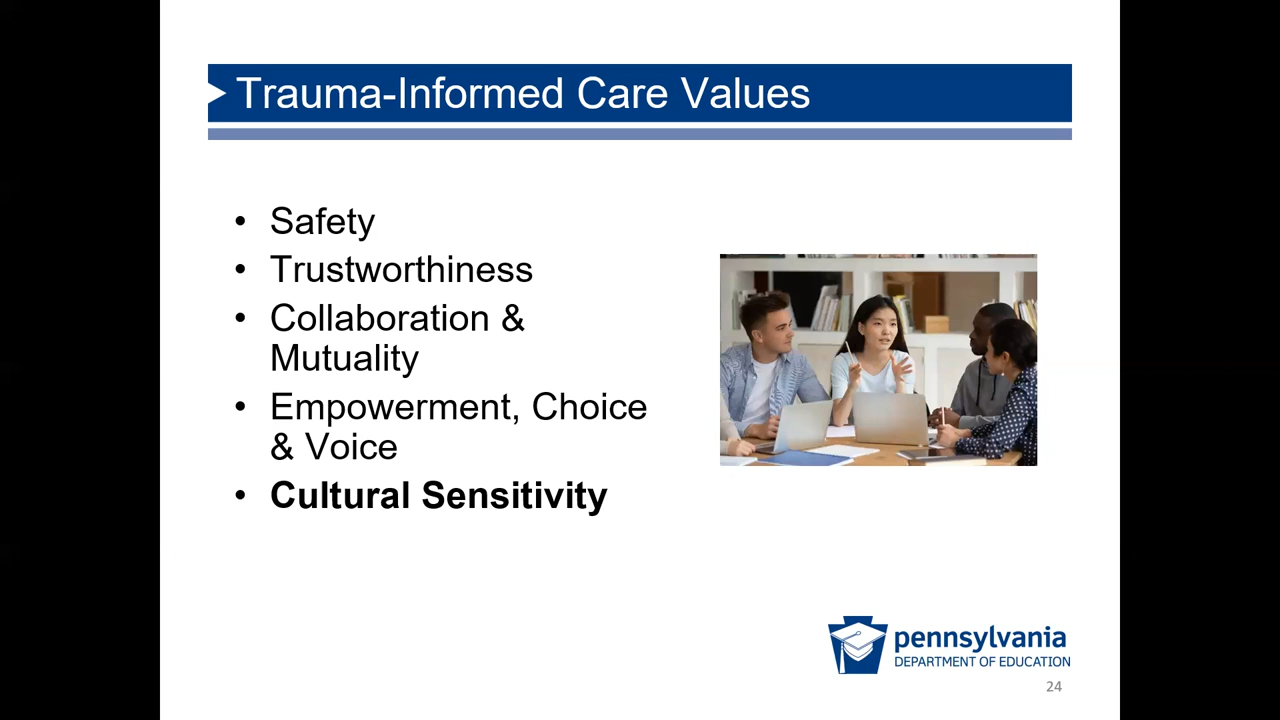 Trauma-Informed Care Values
• Safety
• Trustworthiness
• Collaboration &
Mutuality
• Empowerment, Choice
& Voice
• Cultural Sensitivity
pennsylvania
DEPARTMENT OF EDUCATION
24